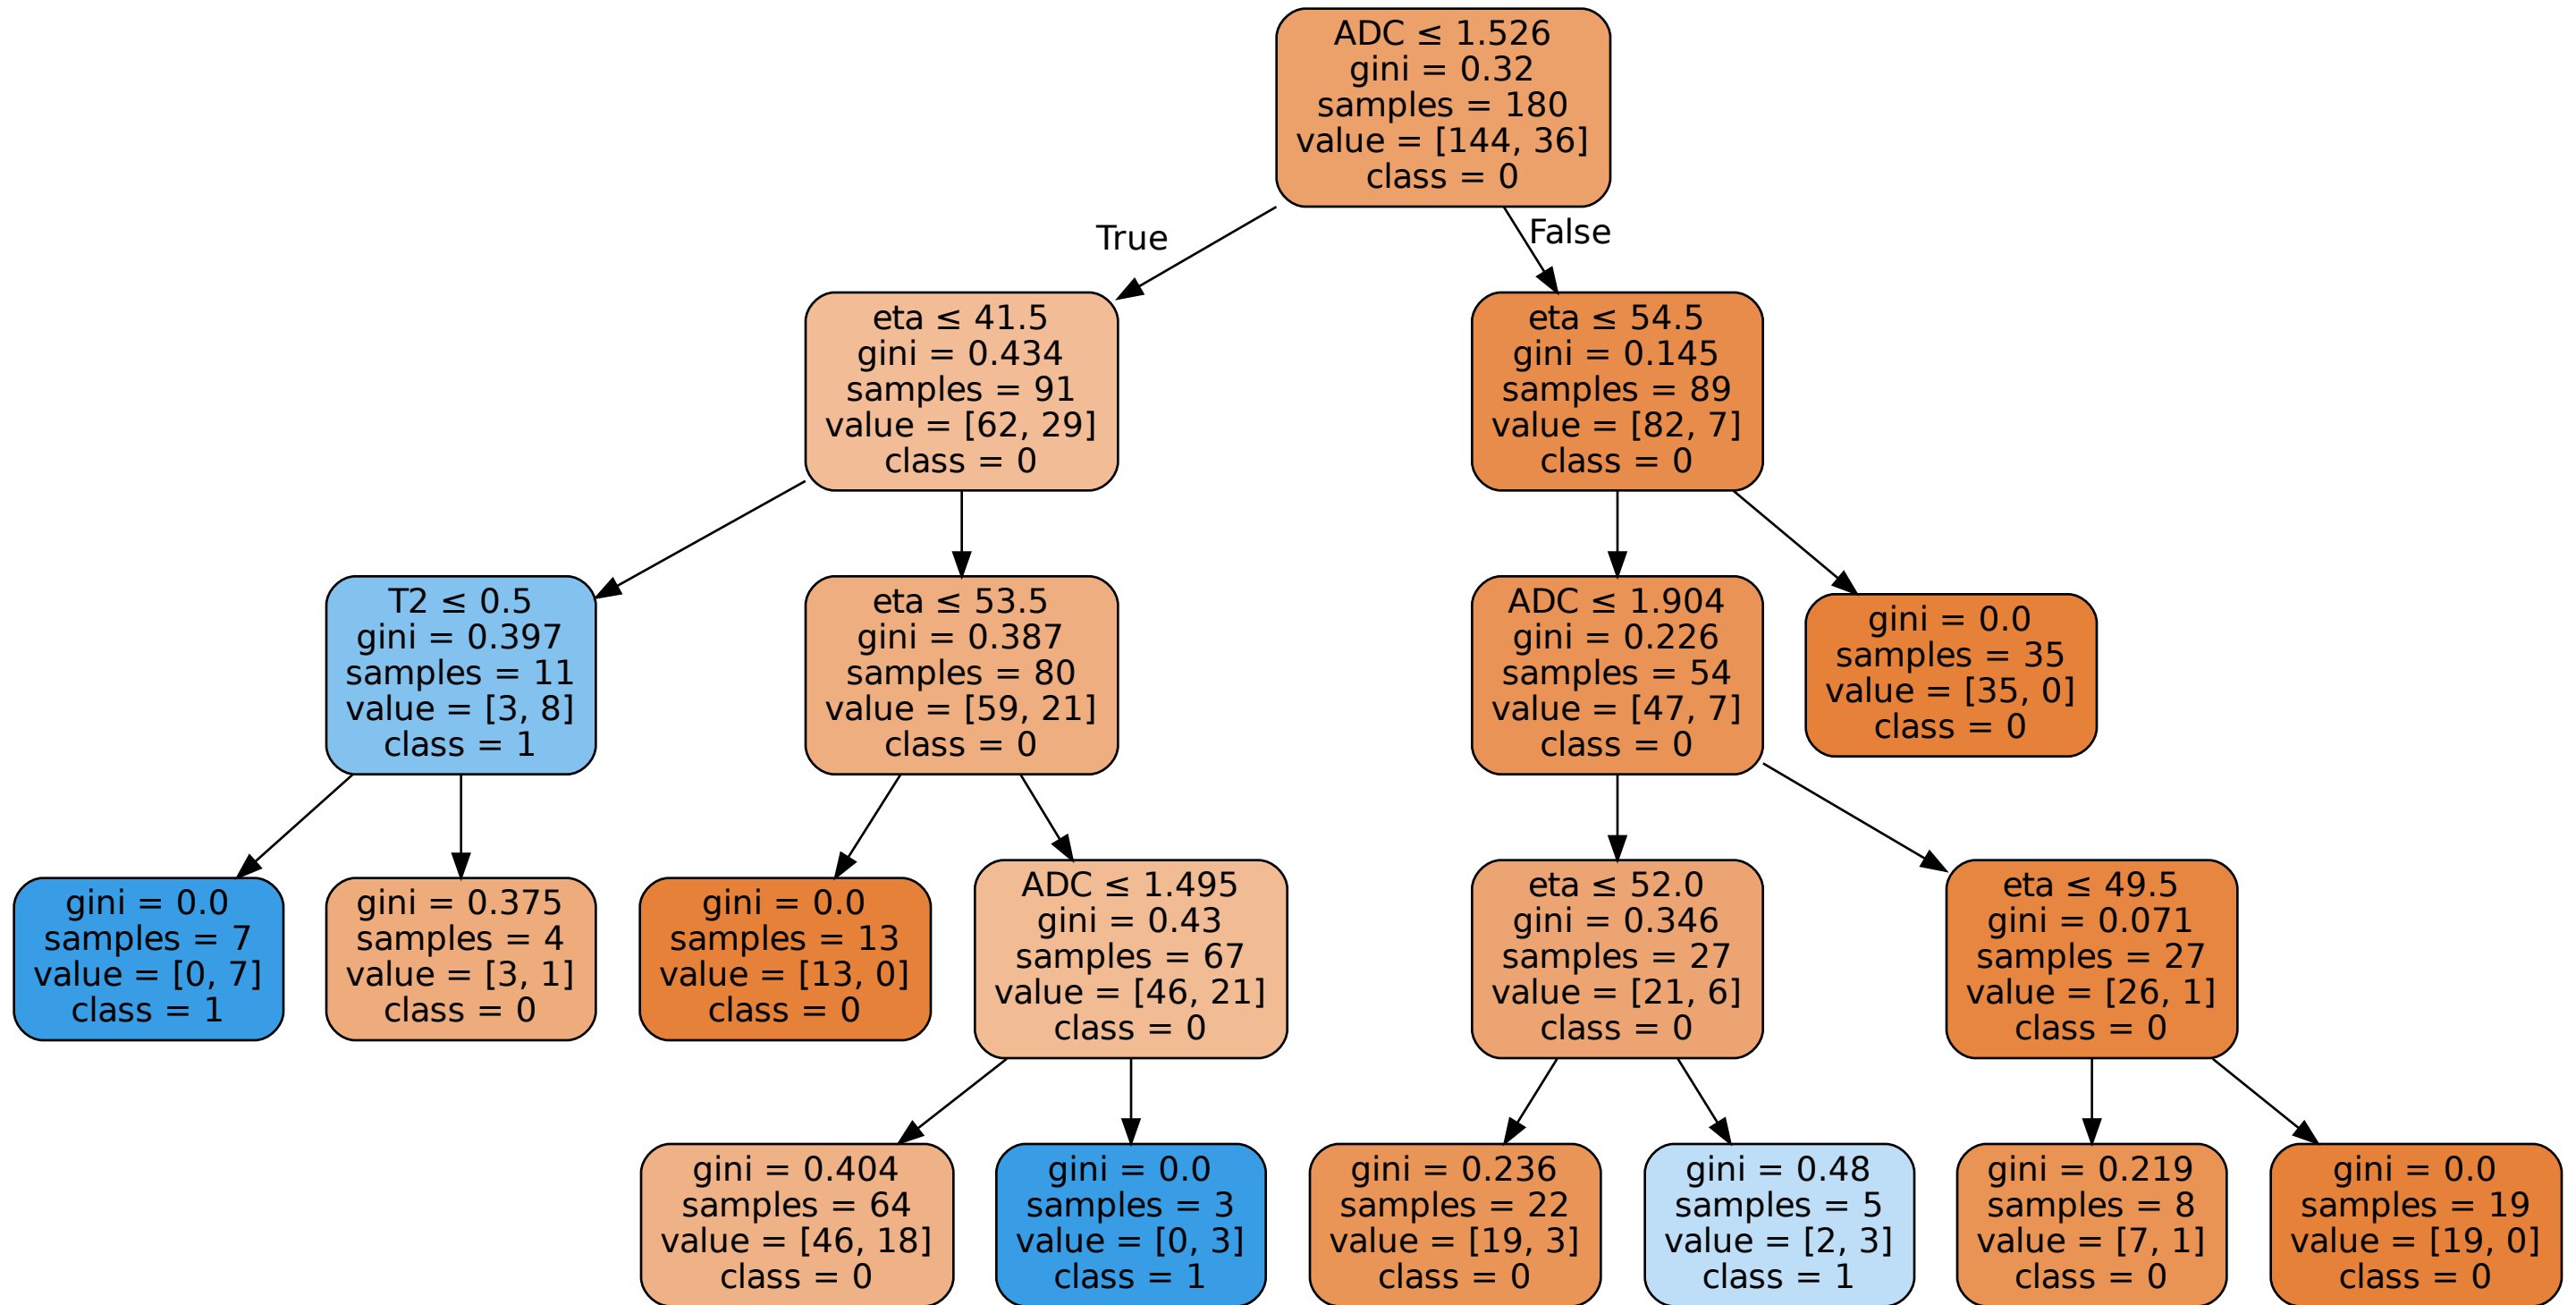 ADC ≤ 1.526
gini = 0.32
samples = 180
value = [144, 36]
class = 0
True
False
eta ≤ 41.5
gini = 0.434
samples = 91
value = [62, 29]
class = 0
eta ≤ 54.5
gini = 0.145
samples = 89
value = [82, 7]
class = 0
T2 ≤ 0.5
gini = 0.397
samples = 11
value = [3, 8]
class = 1
eta ≤ 53.5
gini = 0.387
samples = 80
value = [59, 21]
class = 0
ADC ≤ 1.904
gini = 0.226
samples = 54
value = [47, 7]
class = 0
gini = 0.0
samples = 35
value = [35, 0]
class = 0
gini = 0.0
samples = 7
value = [0, 7]
class = 1
gini = 0.375
samples = 4
value = [3, 1]
class = 0
gini = 0.0
samples = 13
value = [13, 0]
class = 0
ADC ≤ 1.495
gini = 0.43
samples = 67
value = [46, 21]
class = 0
eta ≤ 52.0
gini = 0.346
samples = 27
value = [21, 6]
class = 0
eta ≤ 49.5
gini = 0.071
samples = 27
value = [26, 1]
class = 0
gini = 0.404
samples = 64
value = [46, 18]
class = 0
gini = 0.0
samples = 3
value = [0, 3]
class = 1
gini = 0.236
samples = 22
value = [19, 3]
class = 0
gini = 0.48
samples = 5
value = [2, 3]
class = 1
gini = 0.219
samples = 8
value = [7, 1]
class = 0
gini = 0.0
samples = 19
value = [19, 0]
class = 0